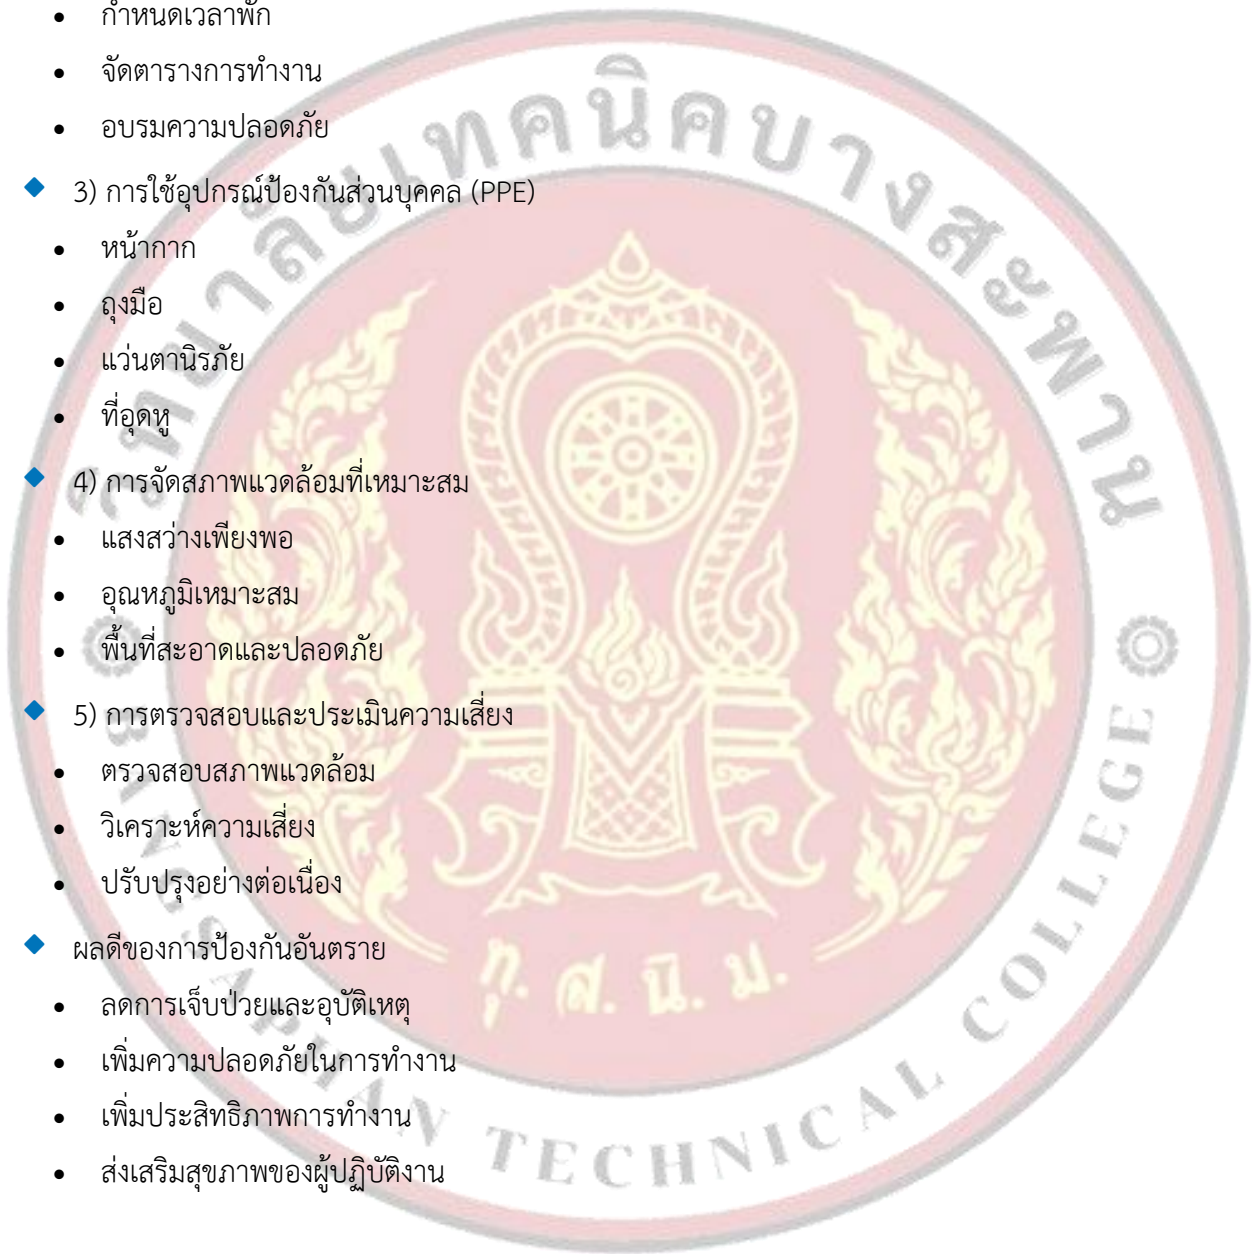 • กำหนดเวลาพัก
• จัดตารางการทำงาน
• อบรมความปลอดภัย
◆ 3) การใช้อุปกรณ์ป้องกันส่วนบุคคล (PPE)
• หน้ากาก
• ถุงมือ
• แว่นตานิรภัย
• ที่อุดหู
◆ 4) การจัดสภาพแวดล้อมที่เหมาะสม
• แสงสว่างเพียงพอ
• อุณหภูมิเหมาะสม
• พื้นที่สะอาดและปลอดภัย
◆ 5) การตรวจสอบและประเมินความเสี่ยง
• ตรวจสอบสภาพแวดล้อม
• วิเคราะห์ความเสี่ยง
• ปรับปรุงอย่างต่อเนื่อง
◆ ผลดีของการป้องกันอันตราย
• ลดการเจ็บป่วยและอุบัติเหตุ
• เพิ่มความปลอดภัยในการทำงาน
• เพิ่มประสิทธิภาพการทำงาน
• ส่งเสริมสุขภาพของผู้ปฏิบัติงาน
วิทยาลัยเทคนิคบางสะพาน
ทุ. ส. นิ. ม.
BANGSAPHAN TECHNICAL COLLEGE